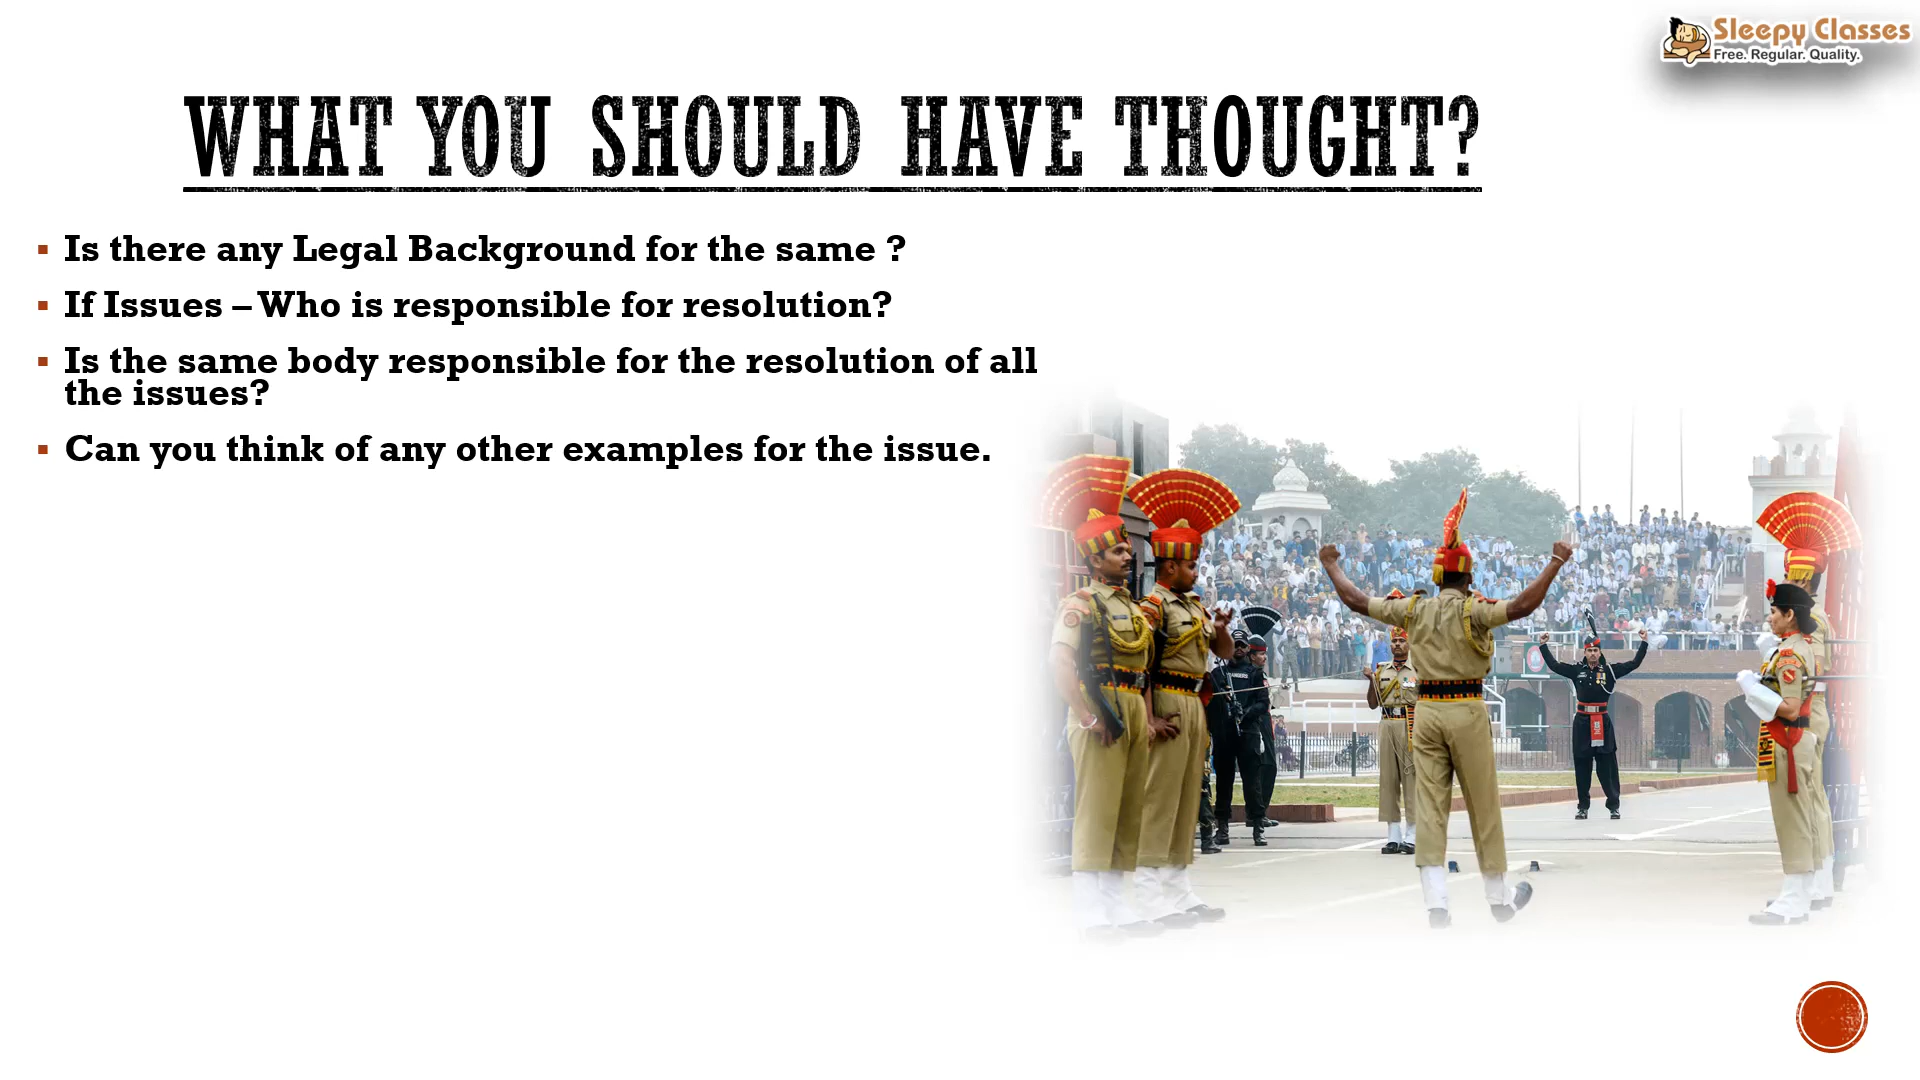 Sleepy Classes
Free. Regular. Quality.
WHAT YOU SHOULD HAVE THOUGHT?
Is there any Legal Background for the same ?
If Issues – Who is responsible for resolution?
Is the same body responsible for the resolution of all
the issues?
Can you think of any other examples for the issue.
RANGERS